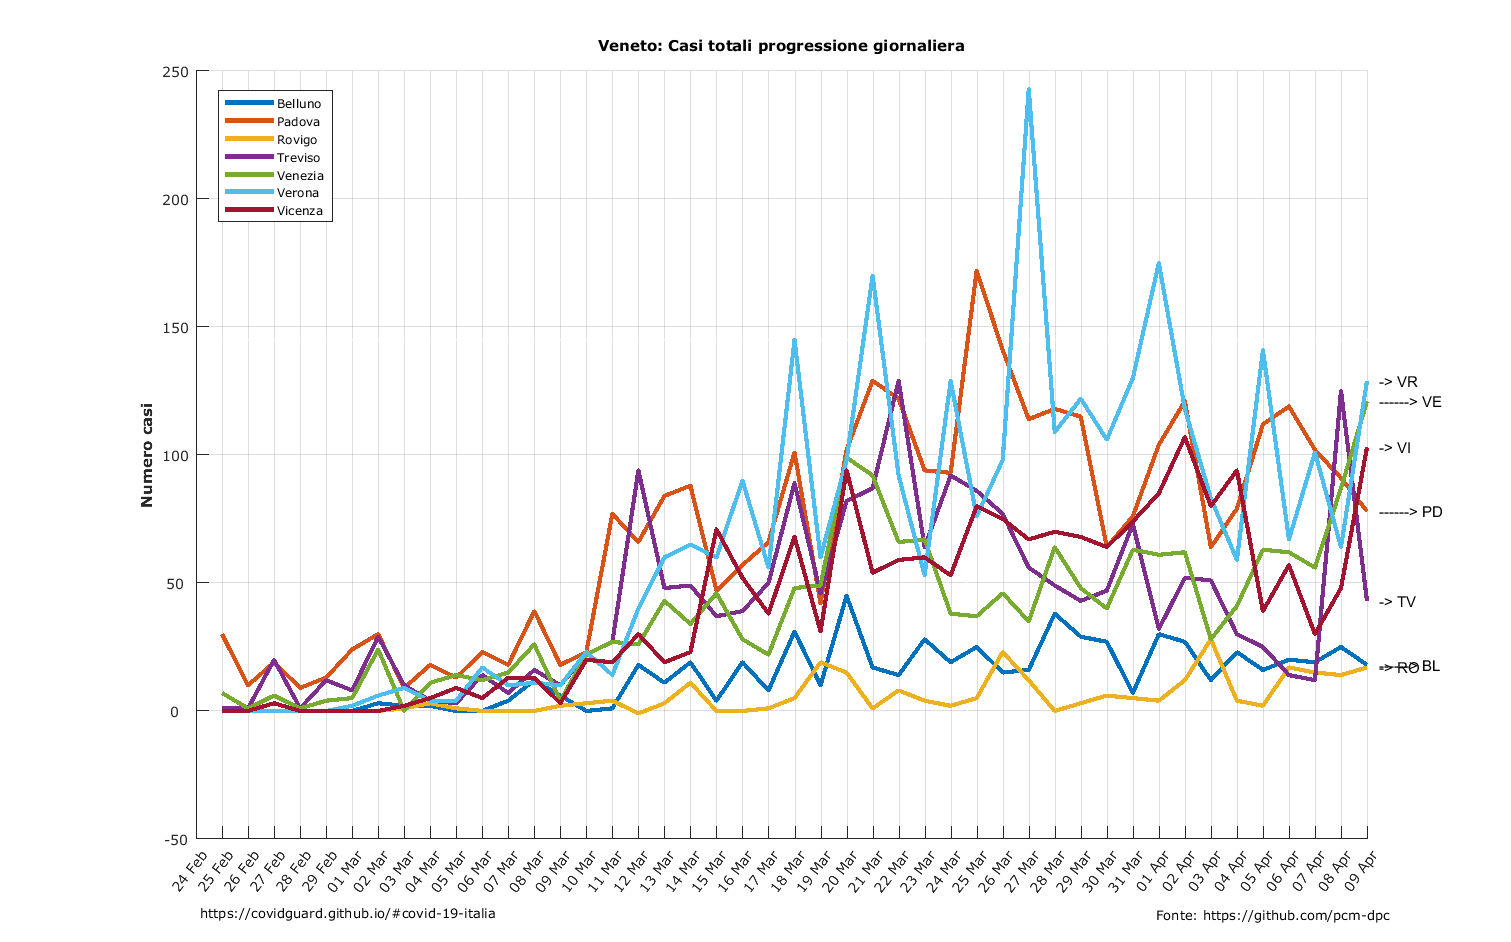 Veneto: Casi totali progressione giornaliera
250
200
150
100
50
0
-50
Numero casi
Belluno
Padova
Rovigo
Treviso
Venezia
Verona
Vicenza
-> VR
------> VE
-> VI
------> PD
-> TV
-> RO
------> BL
24 Feb
25 Feb
26 Feb
27 Feb
28 Feb
29 Feb
01 Mar
02 Mar
03 Mar
04 Mar
05 Mar
06 Mar
07 Mar
08 Mar
09 Mar
10 Mar
11 Mar
12 Mar
13 Mar
14 Mar
15 Mar
16 Mar
17 Mar
18 Mar
19 Mar
20 Mar
21 Mar
22 Mar
23 Mar
24 Mar
25 Mar
26 Mar
27 Mar
28 Mar
29 Mar
30 Mar
31 Mar
01 Apr
02 Apr
03 Apr
04 Apr
05 Apr
06 Apr
07 Apr
08 Apr
09 Apr
https://covidguard.github.io/#covid-19-italia
Fonte: https://github.com/pcm-dpc